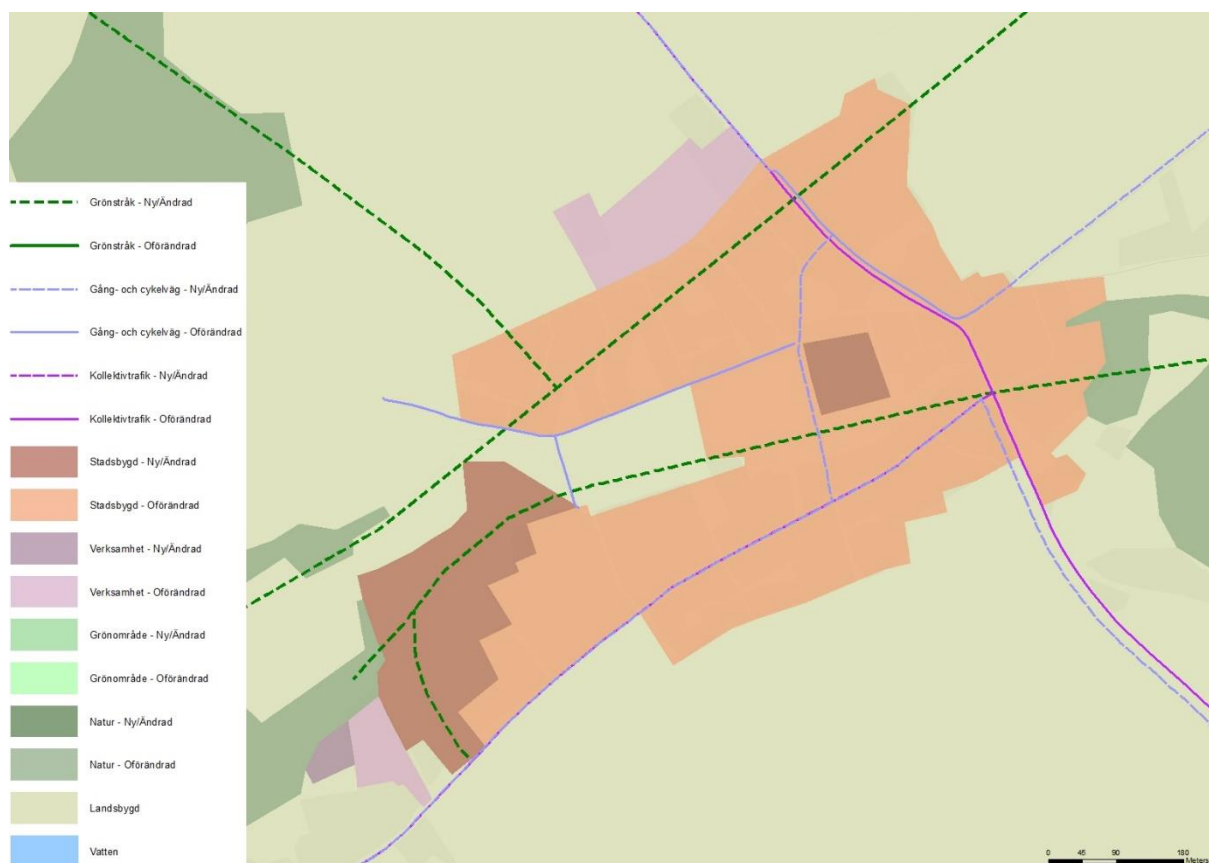 Grönstråk - Ny/Ändrad
Grönstråk - Oförändrad
Gång- och cykelväg - Ny/Ändrad
Gång- och cykelväg - Oförändrad
Kollektivtrafik - Ny/Ändrad
Kollektivtrafik - Oförändrad
Stadsbygd - Ny/Ändrad
Stadsbygd - Oförändrad
Verksamhet - Ny/Ändrad
Verksamhet - Oförändrad
Grönområde - Ny/Ändrad
Grönområde - Oförändrad
Natur - Ny/Ändrad
Natur - Oförändrad
Landsbygd
Vatten
0 45 90 180
Meters